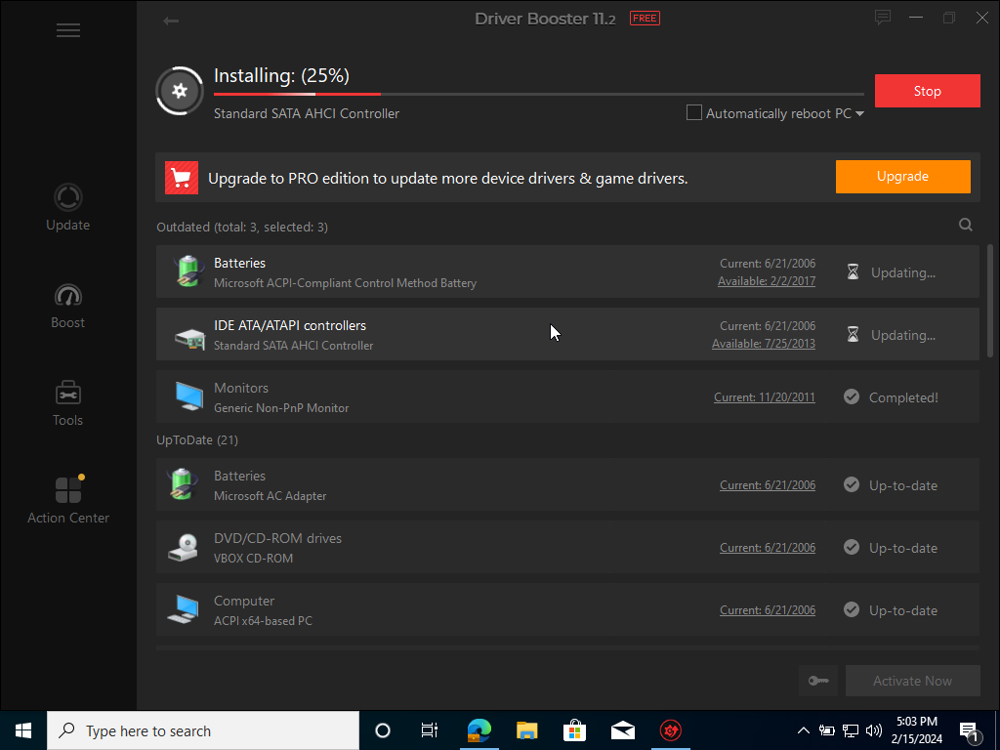 Driver Booster 11.2 FREE
Installing: (25%)
Stop
Standard SATA AHCI Controller
Automatically reboot PC
Upgrade to PRO edition to update more device drivers & game drivers.
Upgrade
Update
Boost
Tools
Action Center
Outdated (total: 3, selected: 3)
Batteries
Microsoft ACPI-Compliant Control Method Battery
Current: 6/21/2006
Available: 2/2/2017
Updating...
IDE ATA/ATAPI controllers
Standard SATA AHCI Controller
Current: 6/21/2006
Available: 7/25/2013
Updating...
Monitors
Generic Non-PnP Monitor
Current: 11/20/2011
Completed!
UpToDate (21)
Batteries
Microsoft AC Adapter
Current: 6/21/2006
Up-to-date
DVD/CD-ROM drives
VBOX CD-ROM
Current: 6/21/2006
Up-to-date
Computer
ACPI x64-based PC
Current: 6/21/2006
Up-to-date
Activate Now
Type here to search
5:03 PM
2/15/2024
1